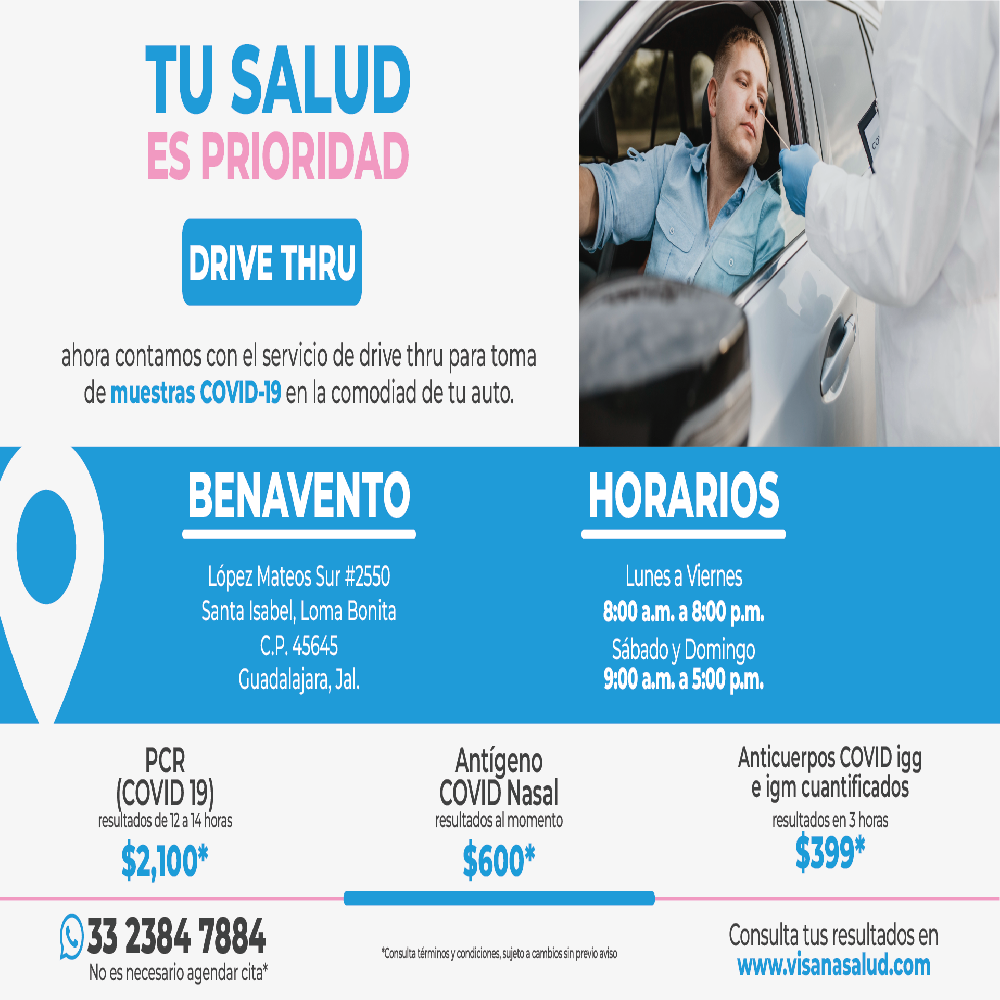 TU SALUD
ES PRIORIDAD
DRIVE THRU
ahora contamos con el servicio de drive thru para toma
de muestras COVID-19 en la comodiad de tu auto.
BENAVENTO
López Mateos Sur #2550
Santa Isabel, Loma Bonita
C.P. 45645
Guadalajara, Jal.
HORARIOS
Lunes a Viernes
8:00 a.m. a 8:00 p.m.
Sábado y Domingo
9:00 a.m. a 5:00 p.m.
PCR
(COVID 19)
resultados de 12 a 14 horas
$2,100*
Antígeno
COVID Nasal
resultados al momento
$600*
Anticuerpos COVID igg
e igm cuantificados
resultados en 3 horas
$399*
33 2384 7884
No es necesario agendar cita*
*Consulta términos y condiciones, sujeto a cambios sin previo aviso
Consulta tus resultados en
www.visanasalud.com